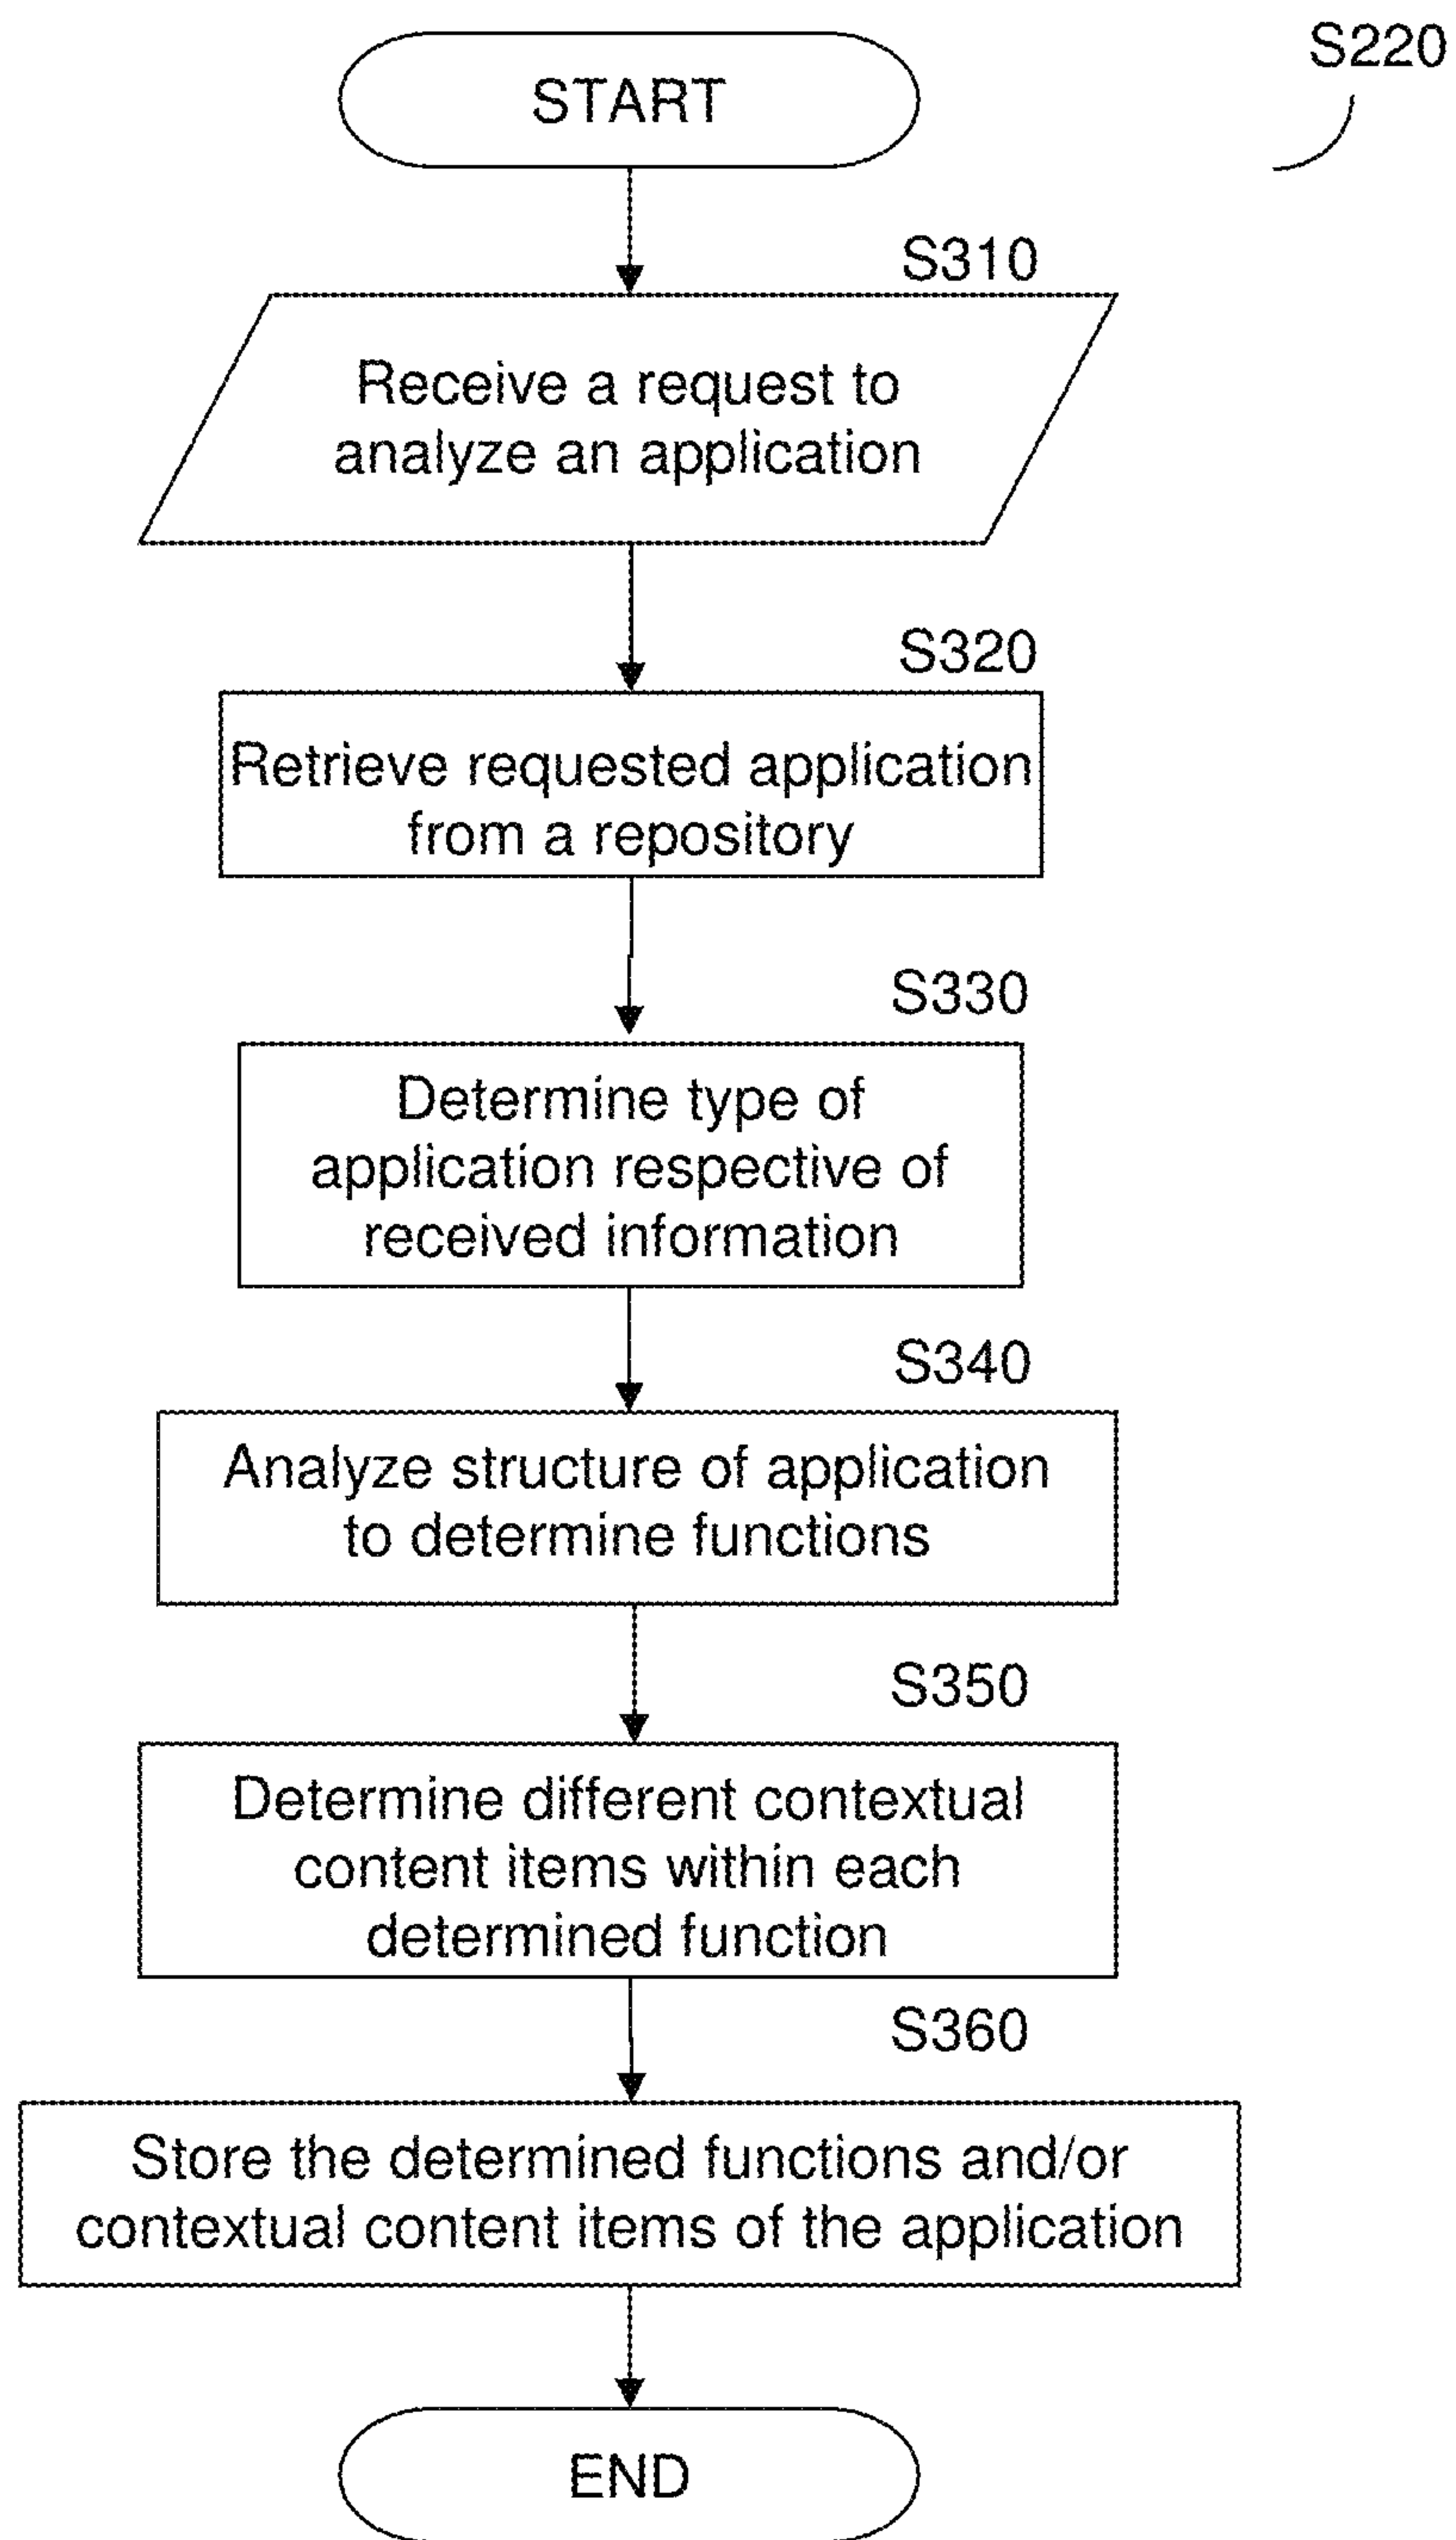 S220
START
S310
Receive a request to
analyze an application
S320
Retrieve requested application
from a repository
S330
Determine type of
application respective of
received information
S340
Analyze structure of application
to determine functions
S350
Determine different contextual
content items within each
determined function
S360
Store the determined functions and/or
contextual content items of the application
END